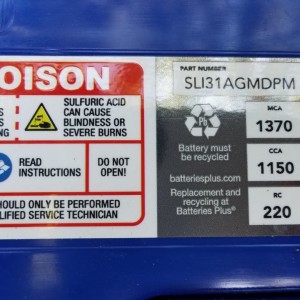 OISON
SULFURIC ACID
CAN CAUSE
BLINDNESS OR
SEVERE BURNS
READ
INSTRUCTIONS
DO NOT
OPEN!
HOULD ONLY BE PERFORMED
LIFIED SERVICE TECHNICIAN
PART NUMBER
SLI31AGMDPM
Pb
Battery must
be recycled
batteriesplus.com
Replacement and
recycling at
Batteries Plus®
MCA
1370
CCA
1150
RC
220